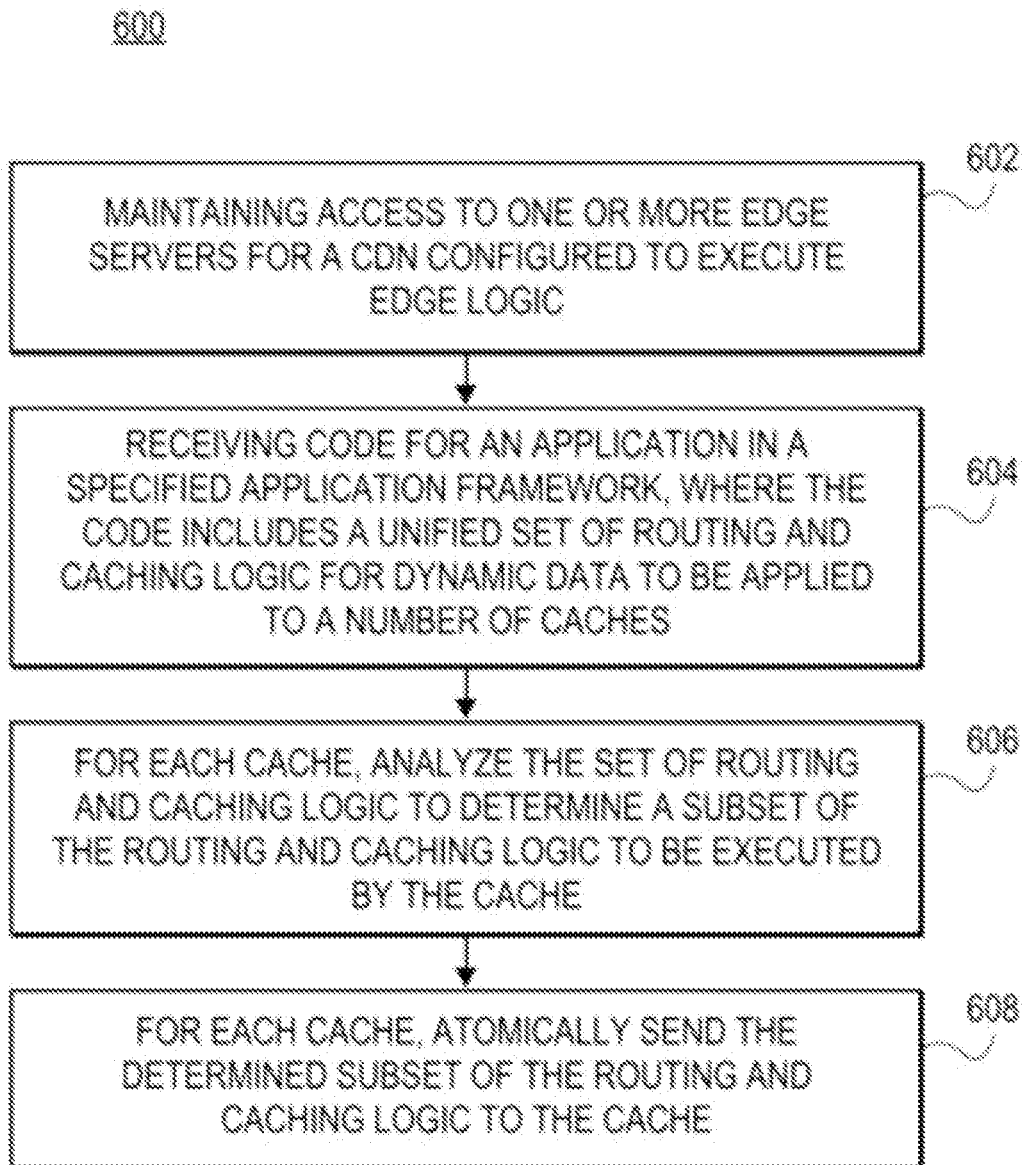 600
602
MAINTAINING ACCESS TO ONE OR MORE EDGE
SERVERS FOR A CDN CONFIGURED TO EXECUTE
EDGE LOGIC
604
RECEIVING CODE FOR AN APPLICATION IN A
SPECIFIED APPLICATION FRAMEWORK, WHERE THE
CODE INCLUDES A UNIFIED SET OF ROUTING AND
CACHING LOGIC FOR DYNAMIC DATA TO BE APPLIED
TO A NUMBER OF CACHES
606
FOR EACH CACHE, ANALYZE THE SET OF ROUTING
AND CACHING LOGIC TO DETERMINE A SUBSET OF
THE ROUTING AND CACHING LOGIC TO BE EXECUTED
BY THE CACHE
608
FOR EACH CACHE, ATOMICALLY SEND THE
DETERMINED SUBSET OF THE ROUTING AND
CACHING LOGIC TO THE CACHE